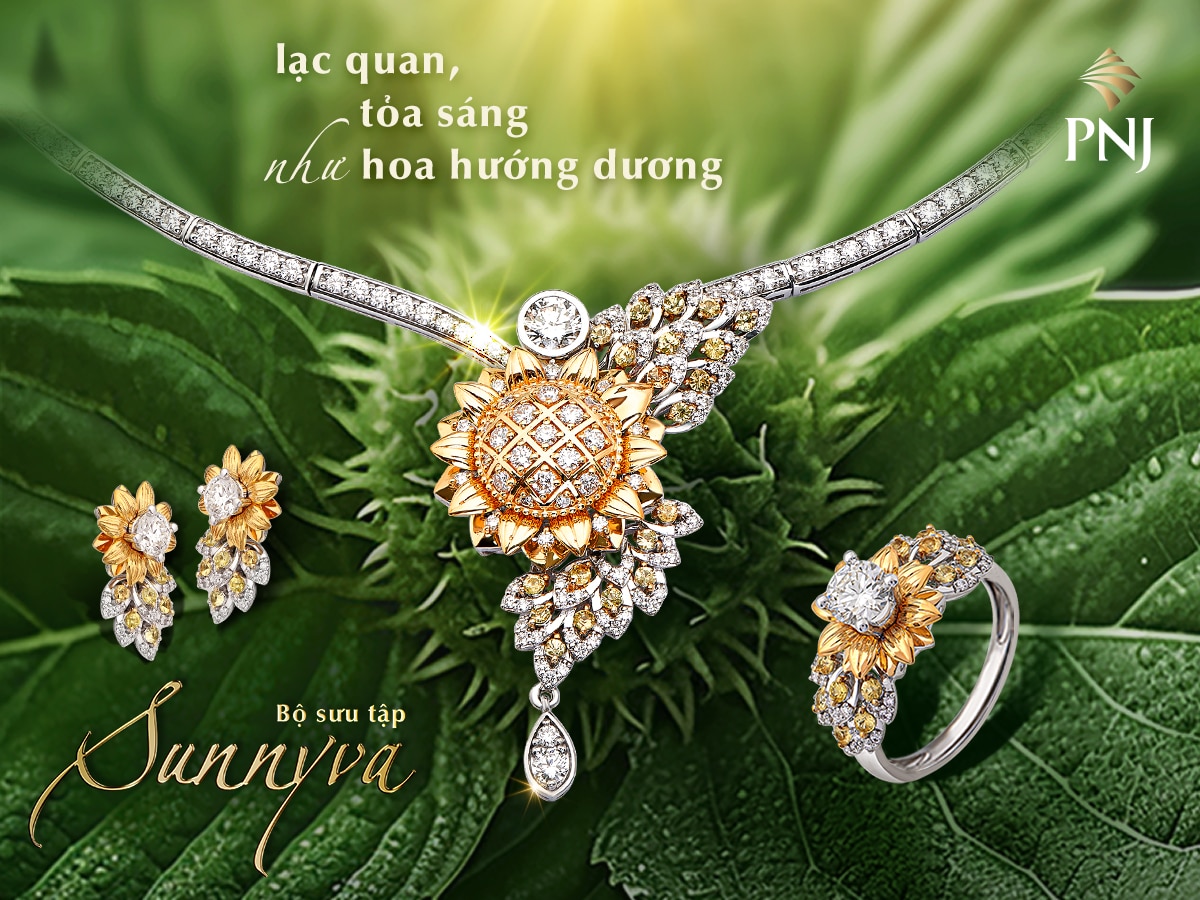 lạc quan,
tỏa sáng
như hoa hướng dương
PNJ
Bộ sưu tập
Sunnyva